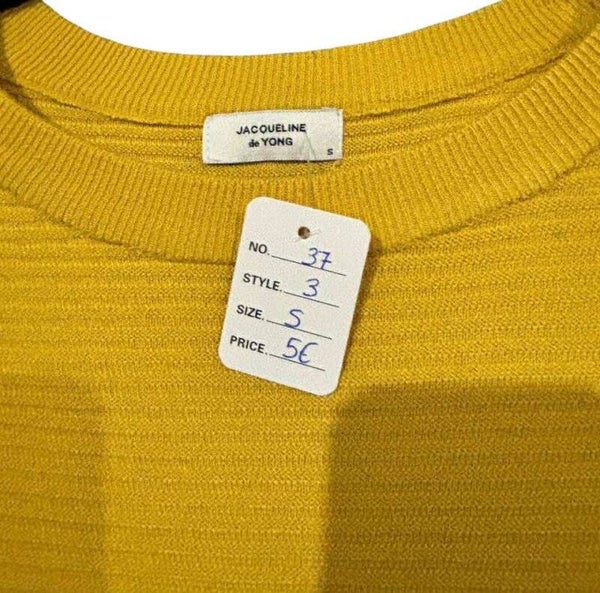 JACQUELINE
de YONG
S
NO. 37
STYLE. 3
SIZE. S
PRICE. 5€